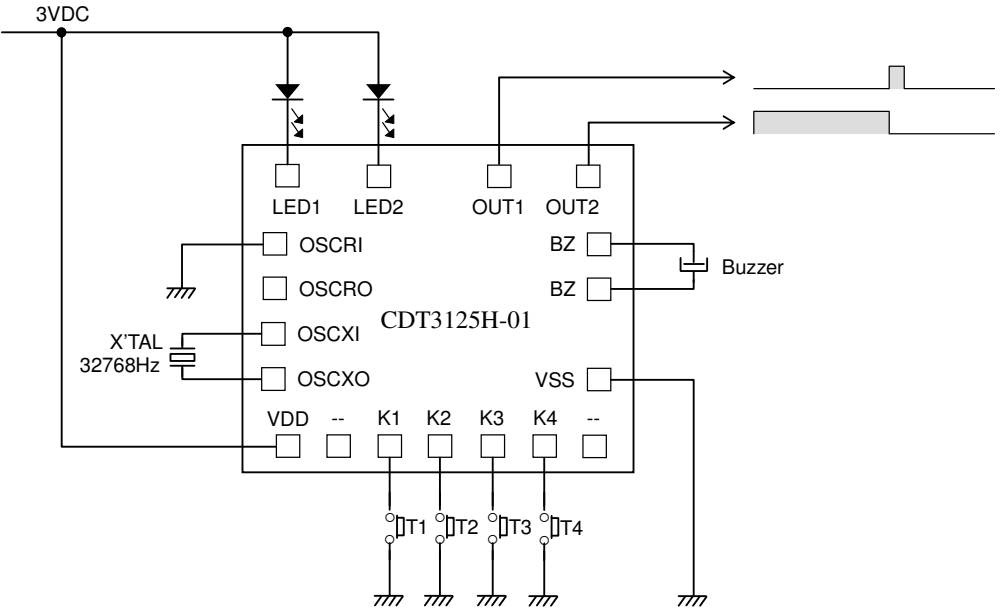 3VDC
LED1
LED2
OUT1
OUT2
OSCRI
BZ
Buzzer
OSCRO
BZ
CDT3125H-01
X'TAL
32768Hz
OSCXI
OSCXO
VSS
VDD
--
K1
K2
K3
K4
--
T1
T2
T3
T4